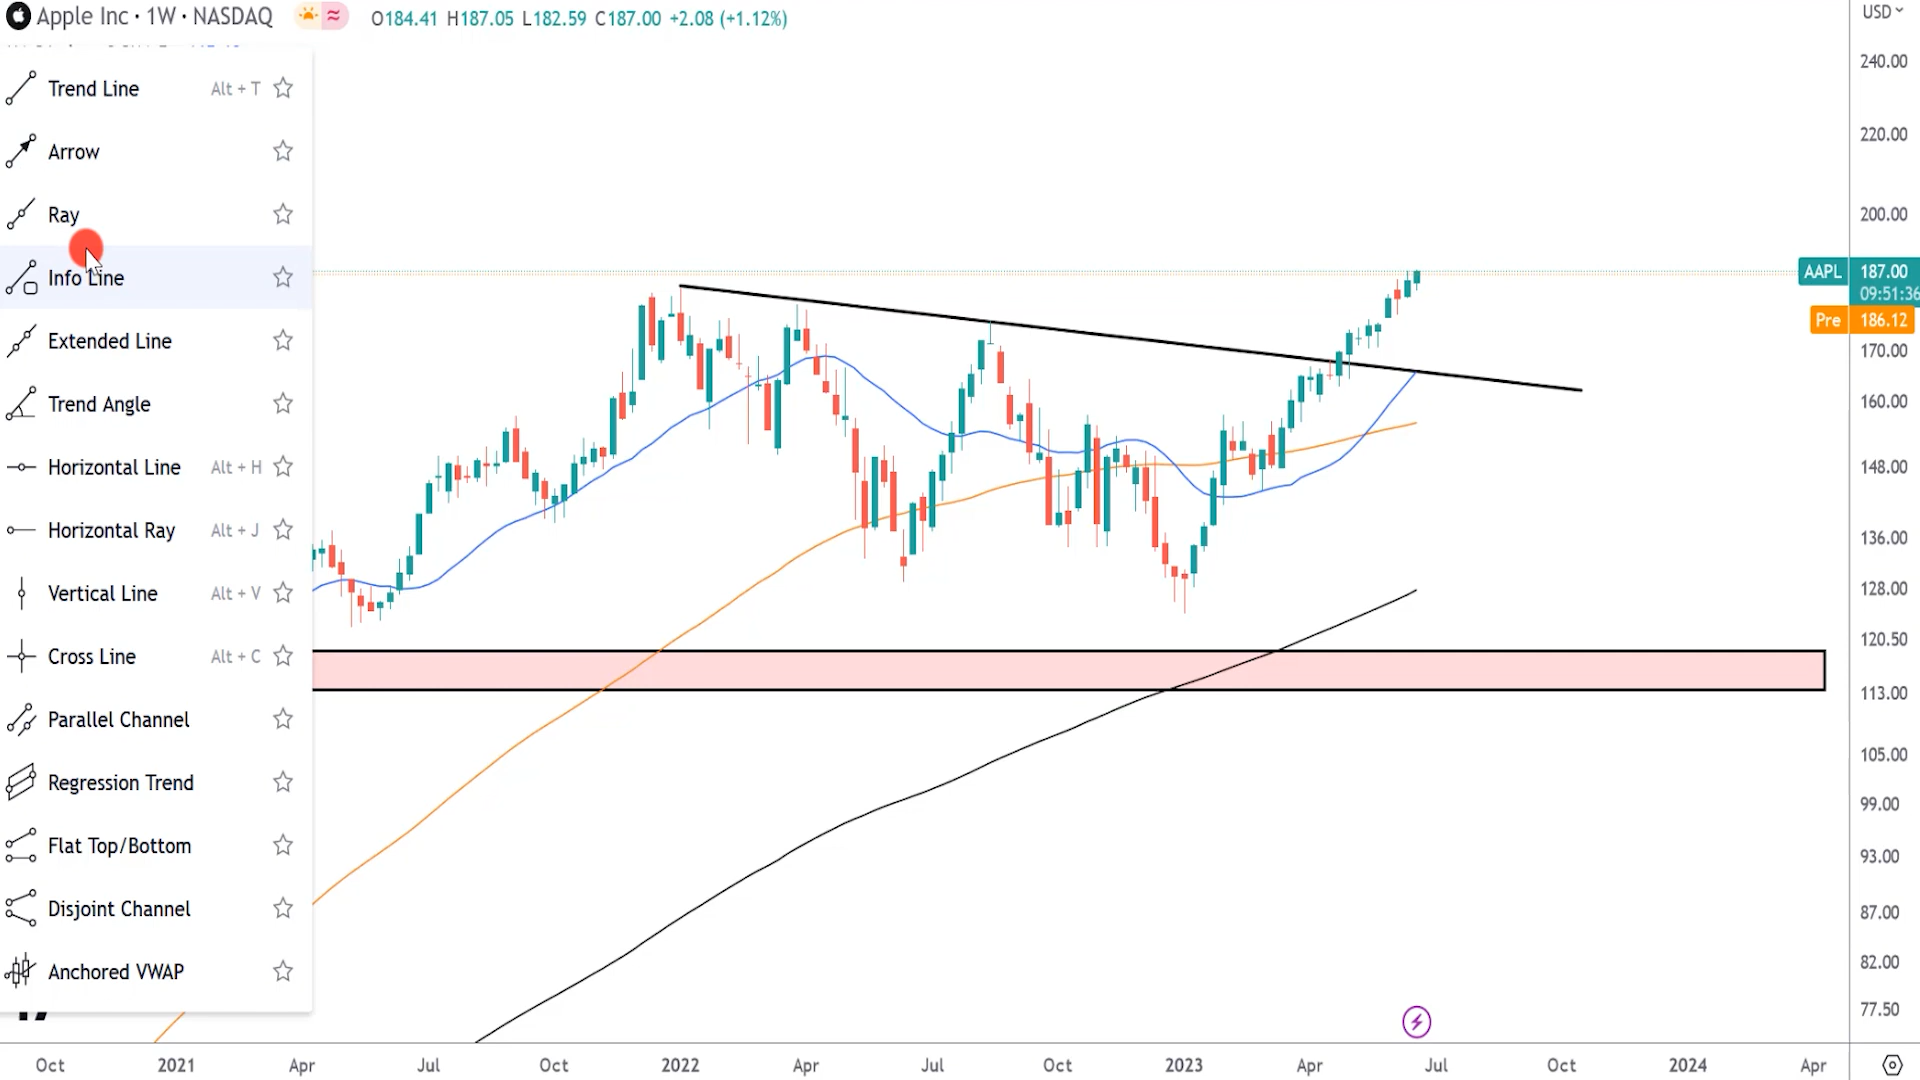 Apple Inc · 1W · NASDAQ O184.41 H187.05 L182.59 C187.00 +2.08 (+1.12%)
USD
Trend Line Alt + T
Arrow
Ray
Info Line
Extended Line
Trend Angle
Horizontal Line Alt + H
Horizontal Ray Alt + J
Vertical Line Alt + V
Cross Line Alt + C
Parallel Channel
Regression Trend
Flat Top/Bottom
Disjoint Channel
Anchored VWAP
240.00
220.00
200.00
AAPL 187.00
09:51:36
Pre 186.12
170.00
160.00
148.00
136.00
128.00
120.50
113.00
105.00
99.00
93.00
87.00
82.00
77.50
Oct 2021 Apr Jul Oct 2022 Apr Jul Oct 2023 Apr Jul Oct 2024 Apr